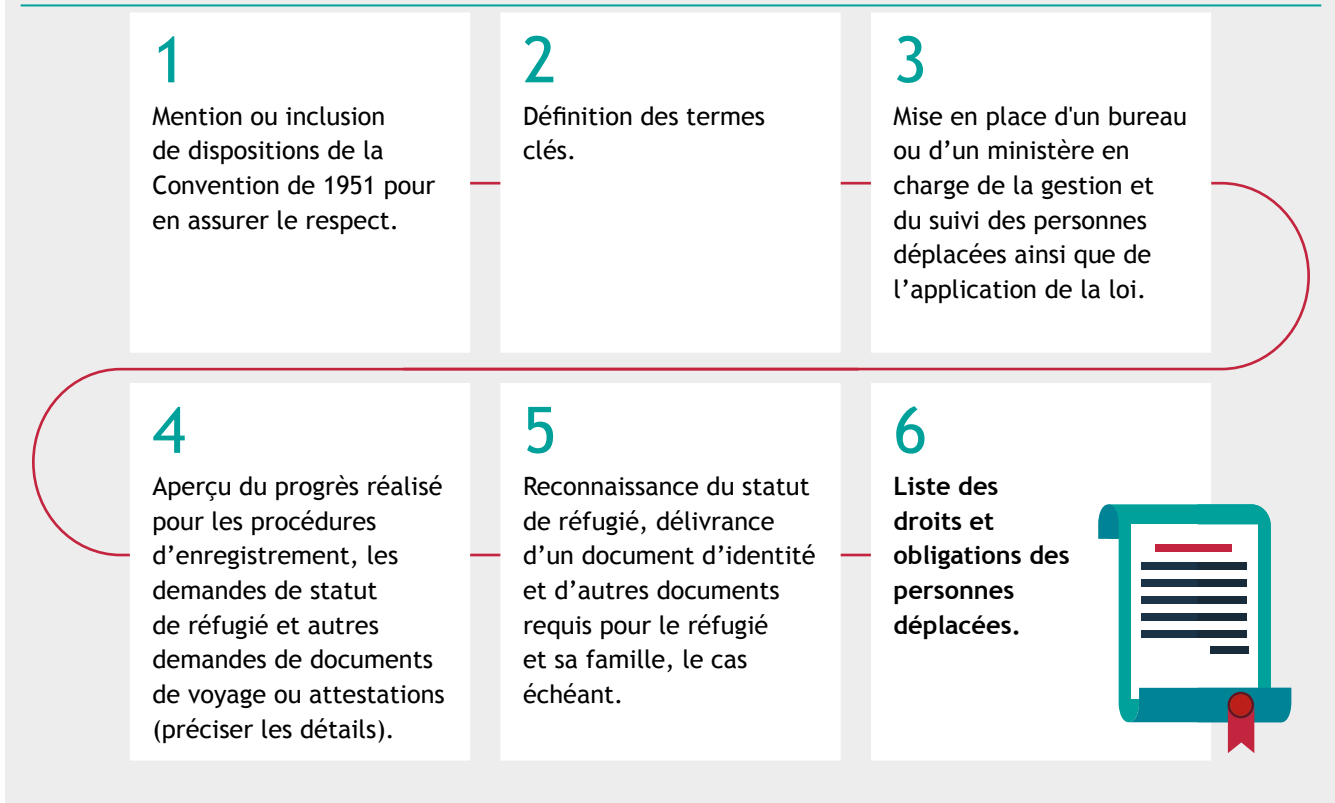 1
Mention ou inclusion
de dispositions de la
Convention de 1951 pour
en assurer le respect.
2
Définition des termes
clés.
3
Mise en place d'un bureau
ou d’un ministère en
charge de la gestion et
du suivi des personnes
déplacées ainsi que de
l’application de la loi.
4
Aperçu du progrès réalisé
pour les procédures
d’enregistrement, les
demandes de statut
de réfugié et autres
demandes de documents
de voyage ou attestations
(préciser les détails).
5
Reconnaissance du statut
de réfugié, délivrance
d’un document d’identité
et d’autres documents
requis pour le réfugié
et sa famille, le cas
échéant.
6
Liste des
droits et
obligations des
personnes
déplacées.